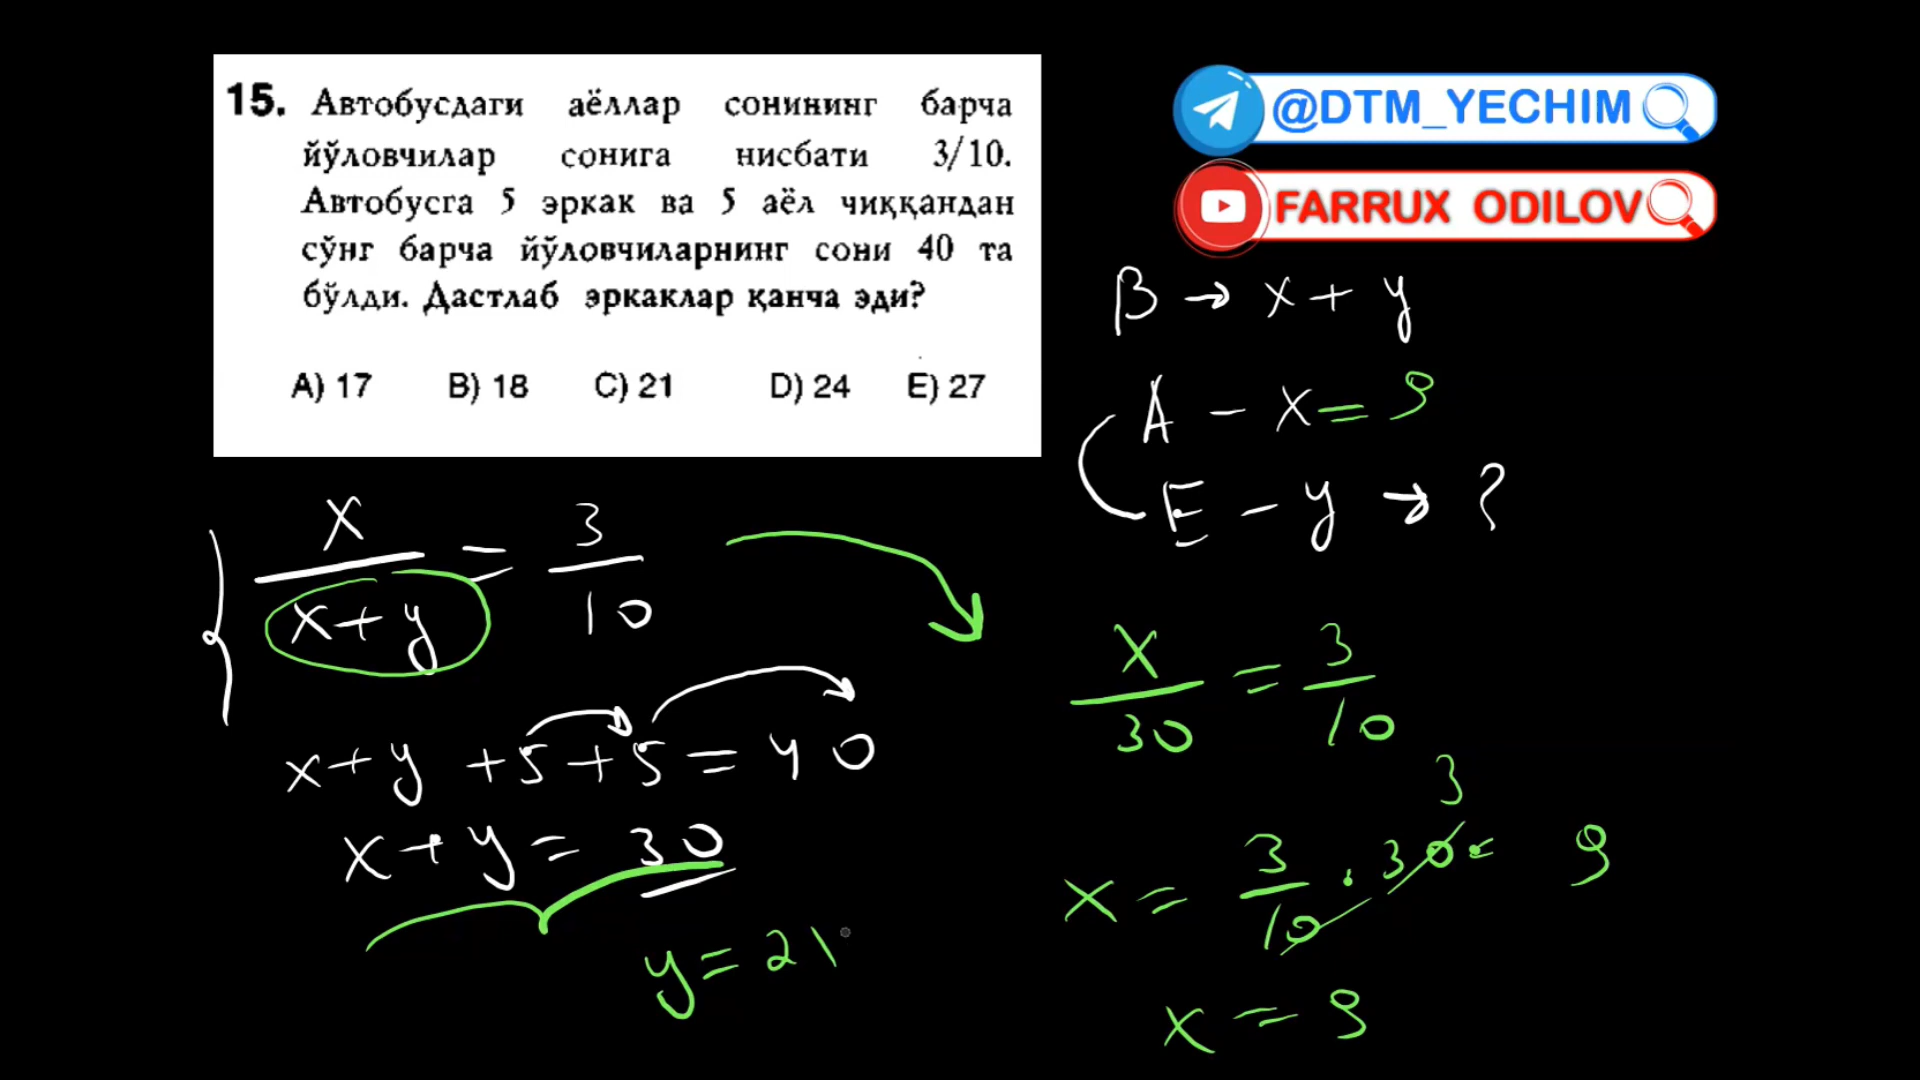 15. Автобусдаги аёллар сонининг барча
йўловчилар сонига нисбати 3/10.
Автобусга 5 эркак ва 5 аёл чиққандан
сўнг барча йўловчиларнинг сони 40 та
бўлди. Дастлаб эркаклар қанча эди?
A) 17 B) 18 C) 21 D) 24 E) 27
@DTM_YECHIM
FARRUX ODILOV
B → x + y
A - x = 9
E - y → ?
x / x+y = 3 / 10
x + y + 5 + 5 = 40
x + y = 30
y = 21
x / 30 = 3 / 10
3
x = 3 / 10 · 30 = 9
x = 9